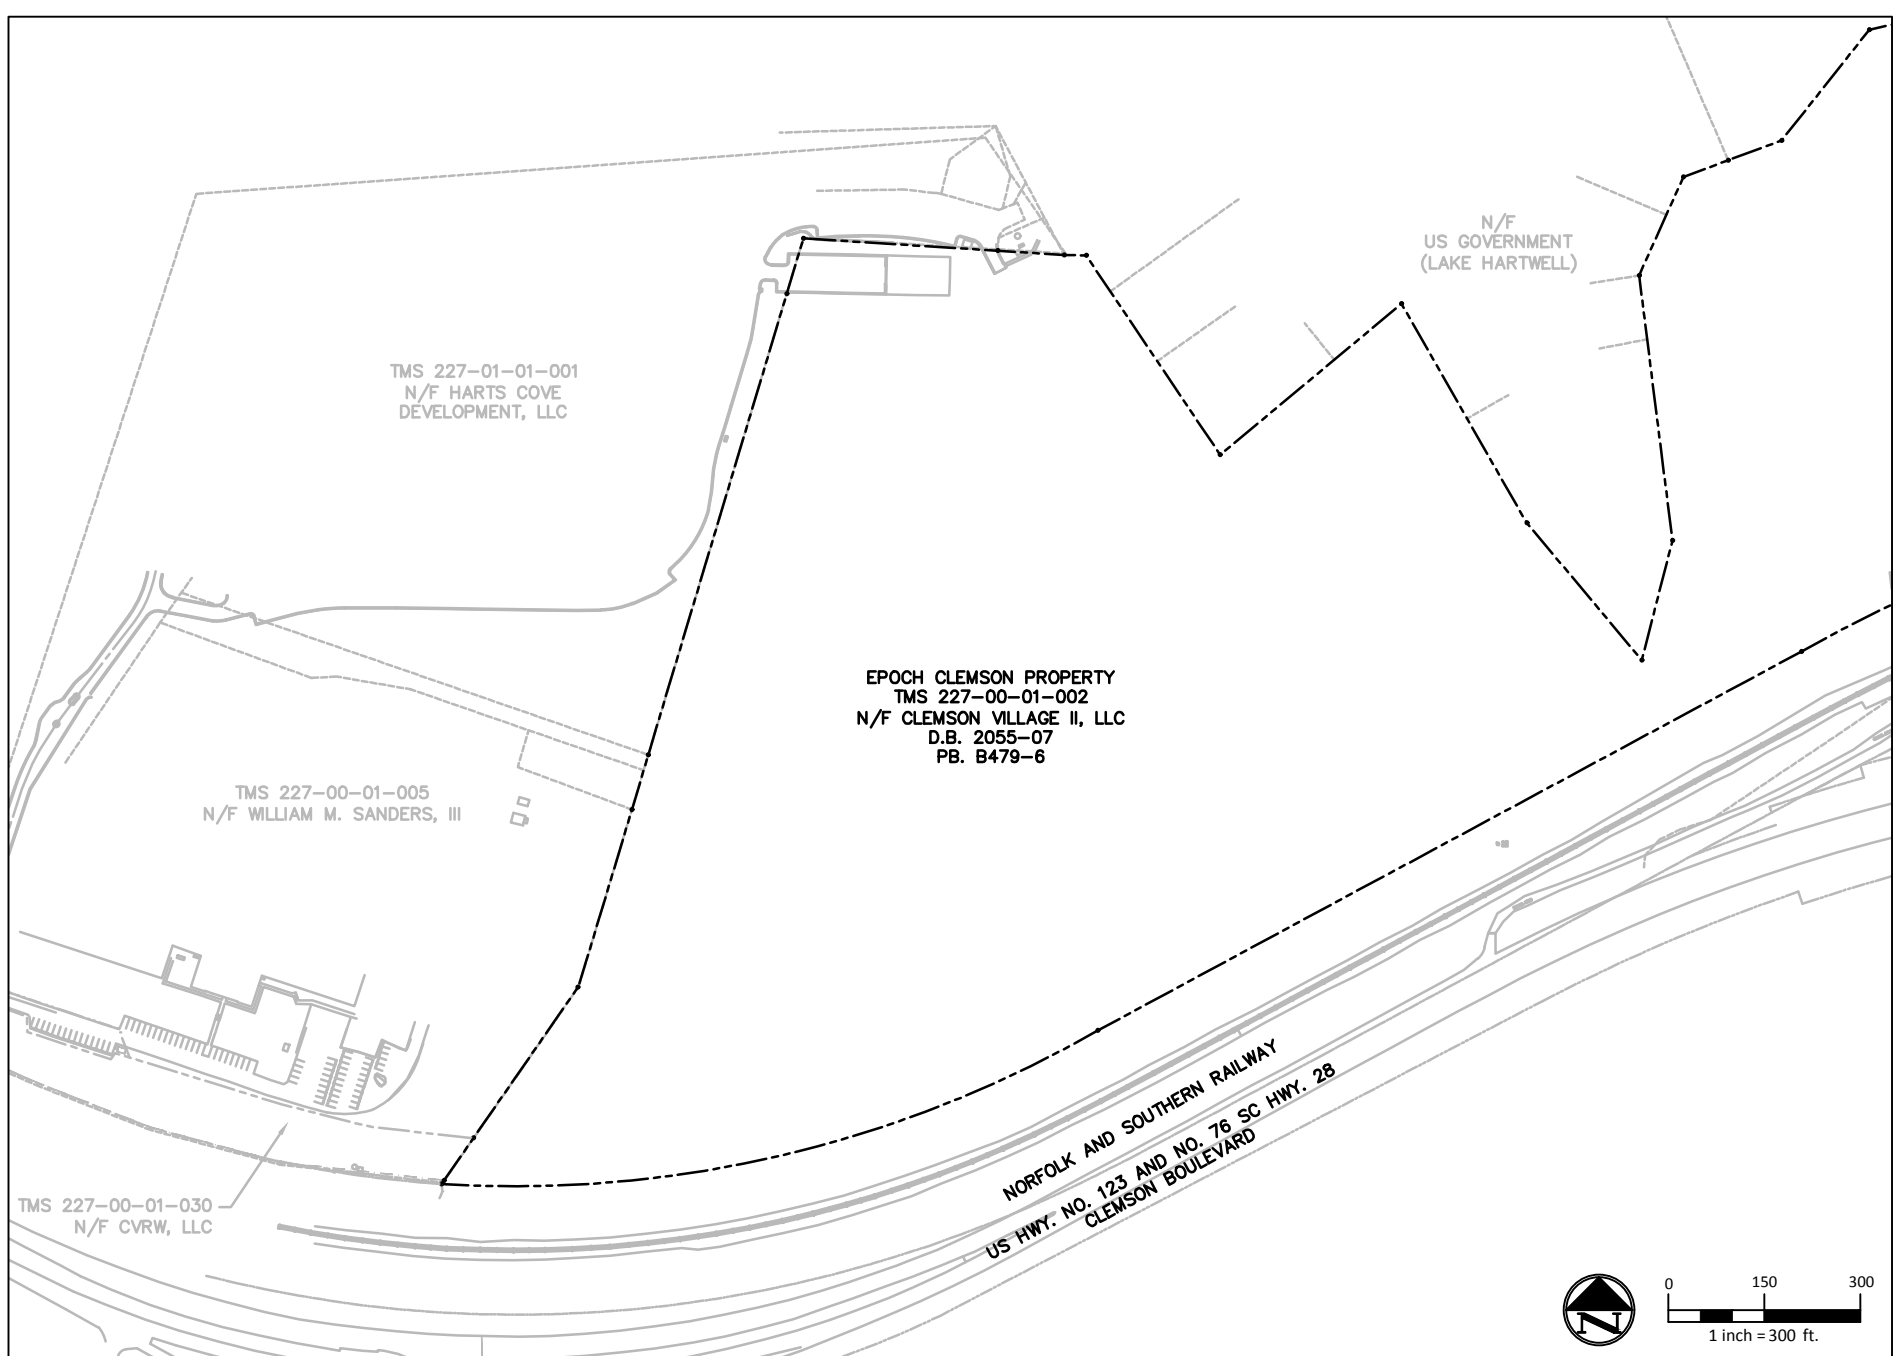 N/F
US GOVERNMENT
(LAKE HARTWELL)
TMS 227-01-01-001
N/F HARTS COVE
DEVELOPMENT, LLC
EPOCH CLEMSON PROPERTY
TMS 227-00-01-002
N/F CLEMSON VILLAGE II, LLC
D.B. 2055-07
PB. B479-6
TMS 227-00-01-005
N/F WILLIAM M. SANDERS, III
NORFOLK AND SOUTHERN RAILWAY
US HWY. NO. 123 AND NO. 76 SC HWY. 28
CLEMSON BOULEVARD
TMS 227-00-01-030
N/F CVRW, LLC
N
0 150 300
1 inch = 300 ft.